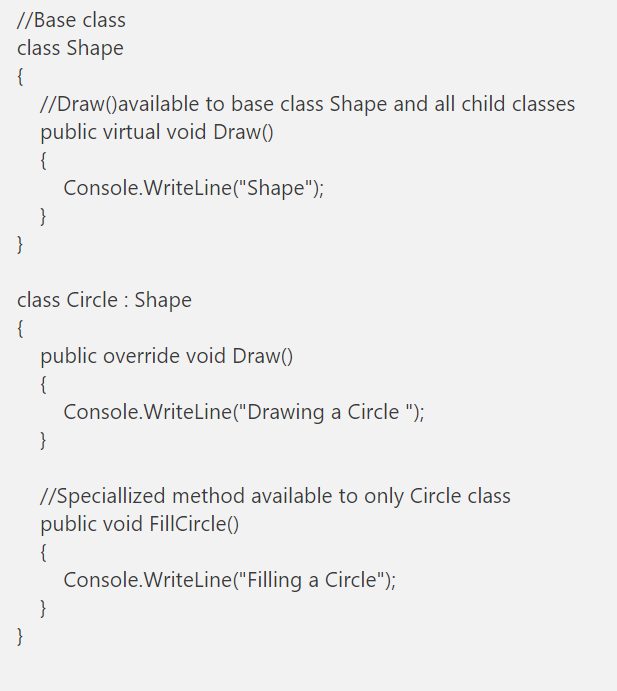 //Base class
class Shape
{
//Draw()available to base class Shape and all child classes
public virtual void Draw()
{
Console.WriteLine("Shape");
}
}
class Circle : Shape
{
public override void Draw()
{
Console.WriteLine("Drawing a Circle ");
}
//Speciallized method available to only Circle class
public void FillCircle()
{
Console.WriteLine("Filling a Circle");
}
}